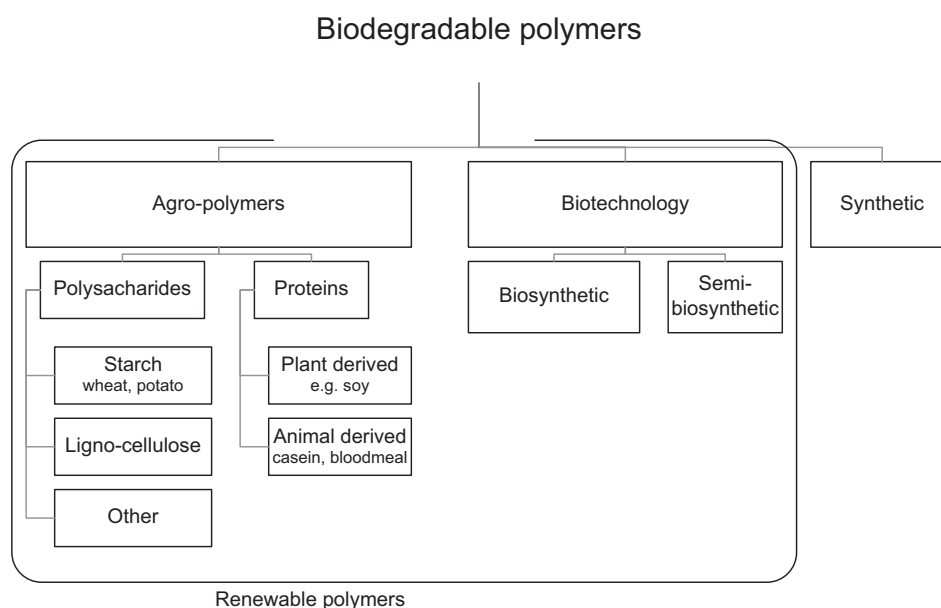 Biodegradable polymers
Agro-polymers
Biotechnology
Synthetic
Polysacharides
Proteins
Biosynthetic
Semi-
biosynthetic
Starch
wheat, potato
Plant derived
e.g. soy
Ligno-cellulose
Animal derived
casein, bloodmeal
Other
Renewable polymers